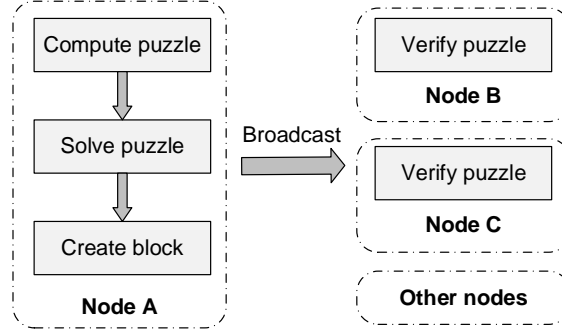 Compute puzzle
Solve puzzle
Create block
Node A
Broadcast
Verify puzzle
Node B
Verify puzzle
Node C
Other nodes